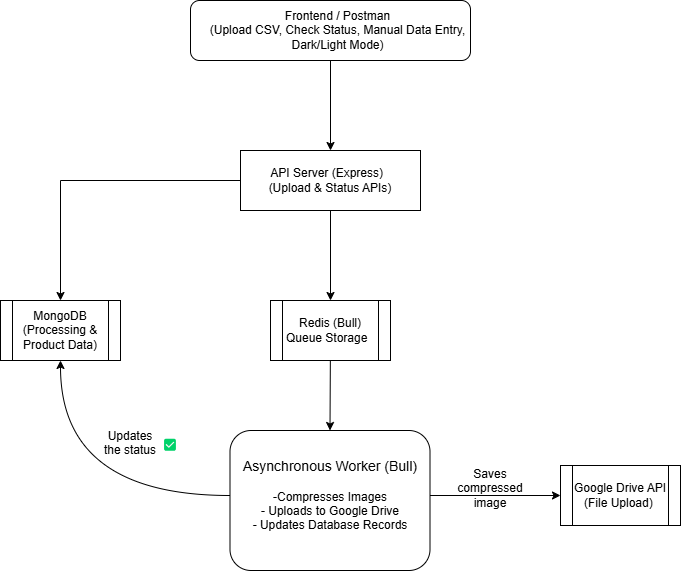 Frontend / Postman
(Upload CSV, Check Status, Manual Data Entry,
Dark/Light Mode)
API Server (Express)
(Upload & Status APIs)
MongoDB
(Processing &
Product Data)
Redis (Bull)
Queue Storage
Updates
the status ✅
Asynchronous Worker (Bull)
-Compresses Images
- Uploads to Google Drive
- Updates Database Records
Saves
compressed
image
Google Drive API
(File Upload)